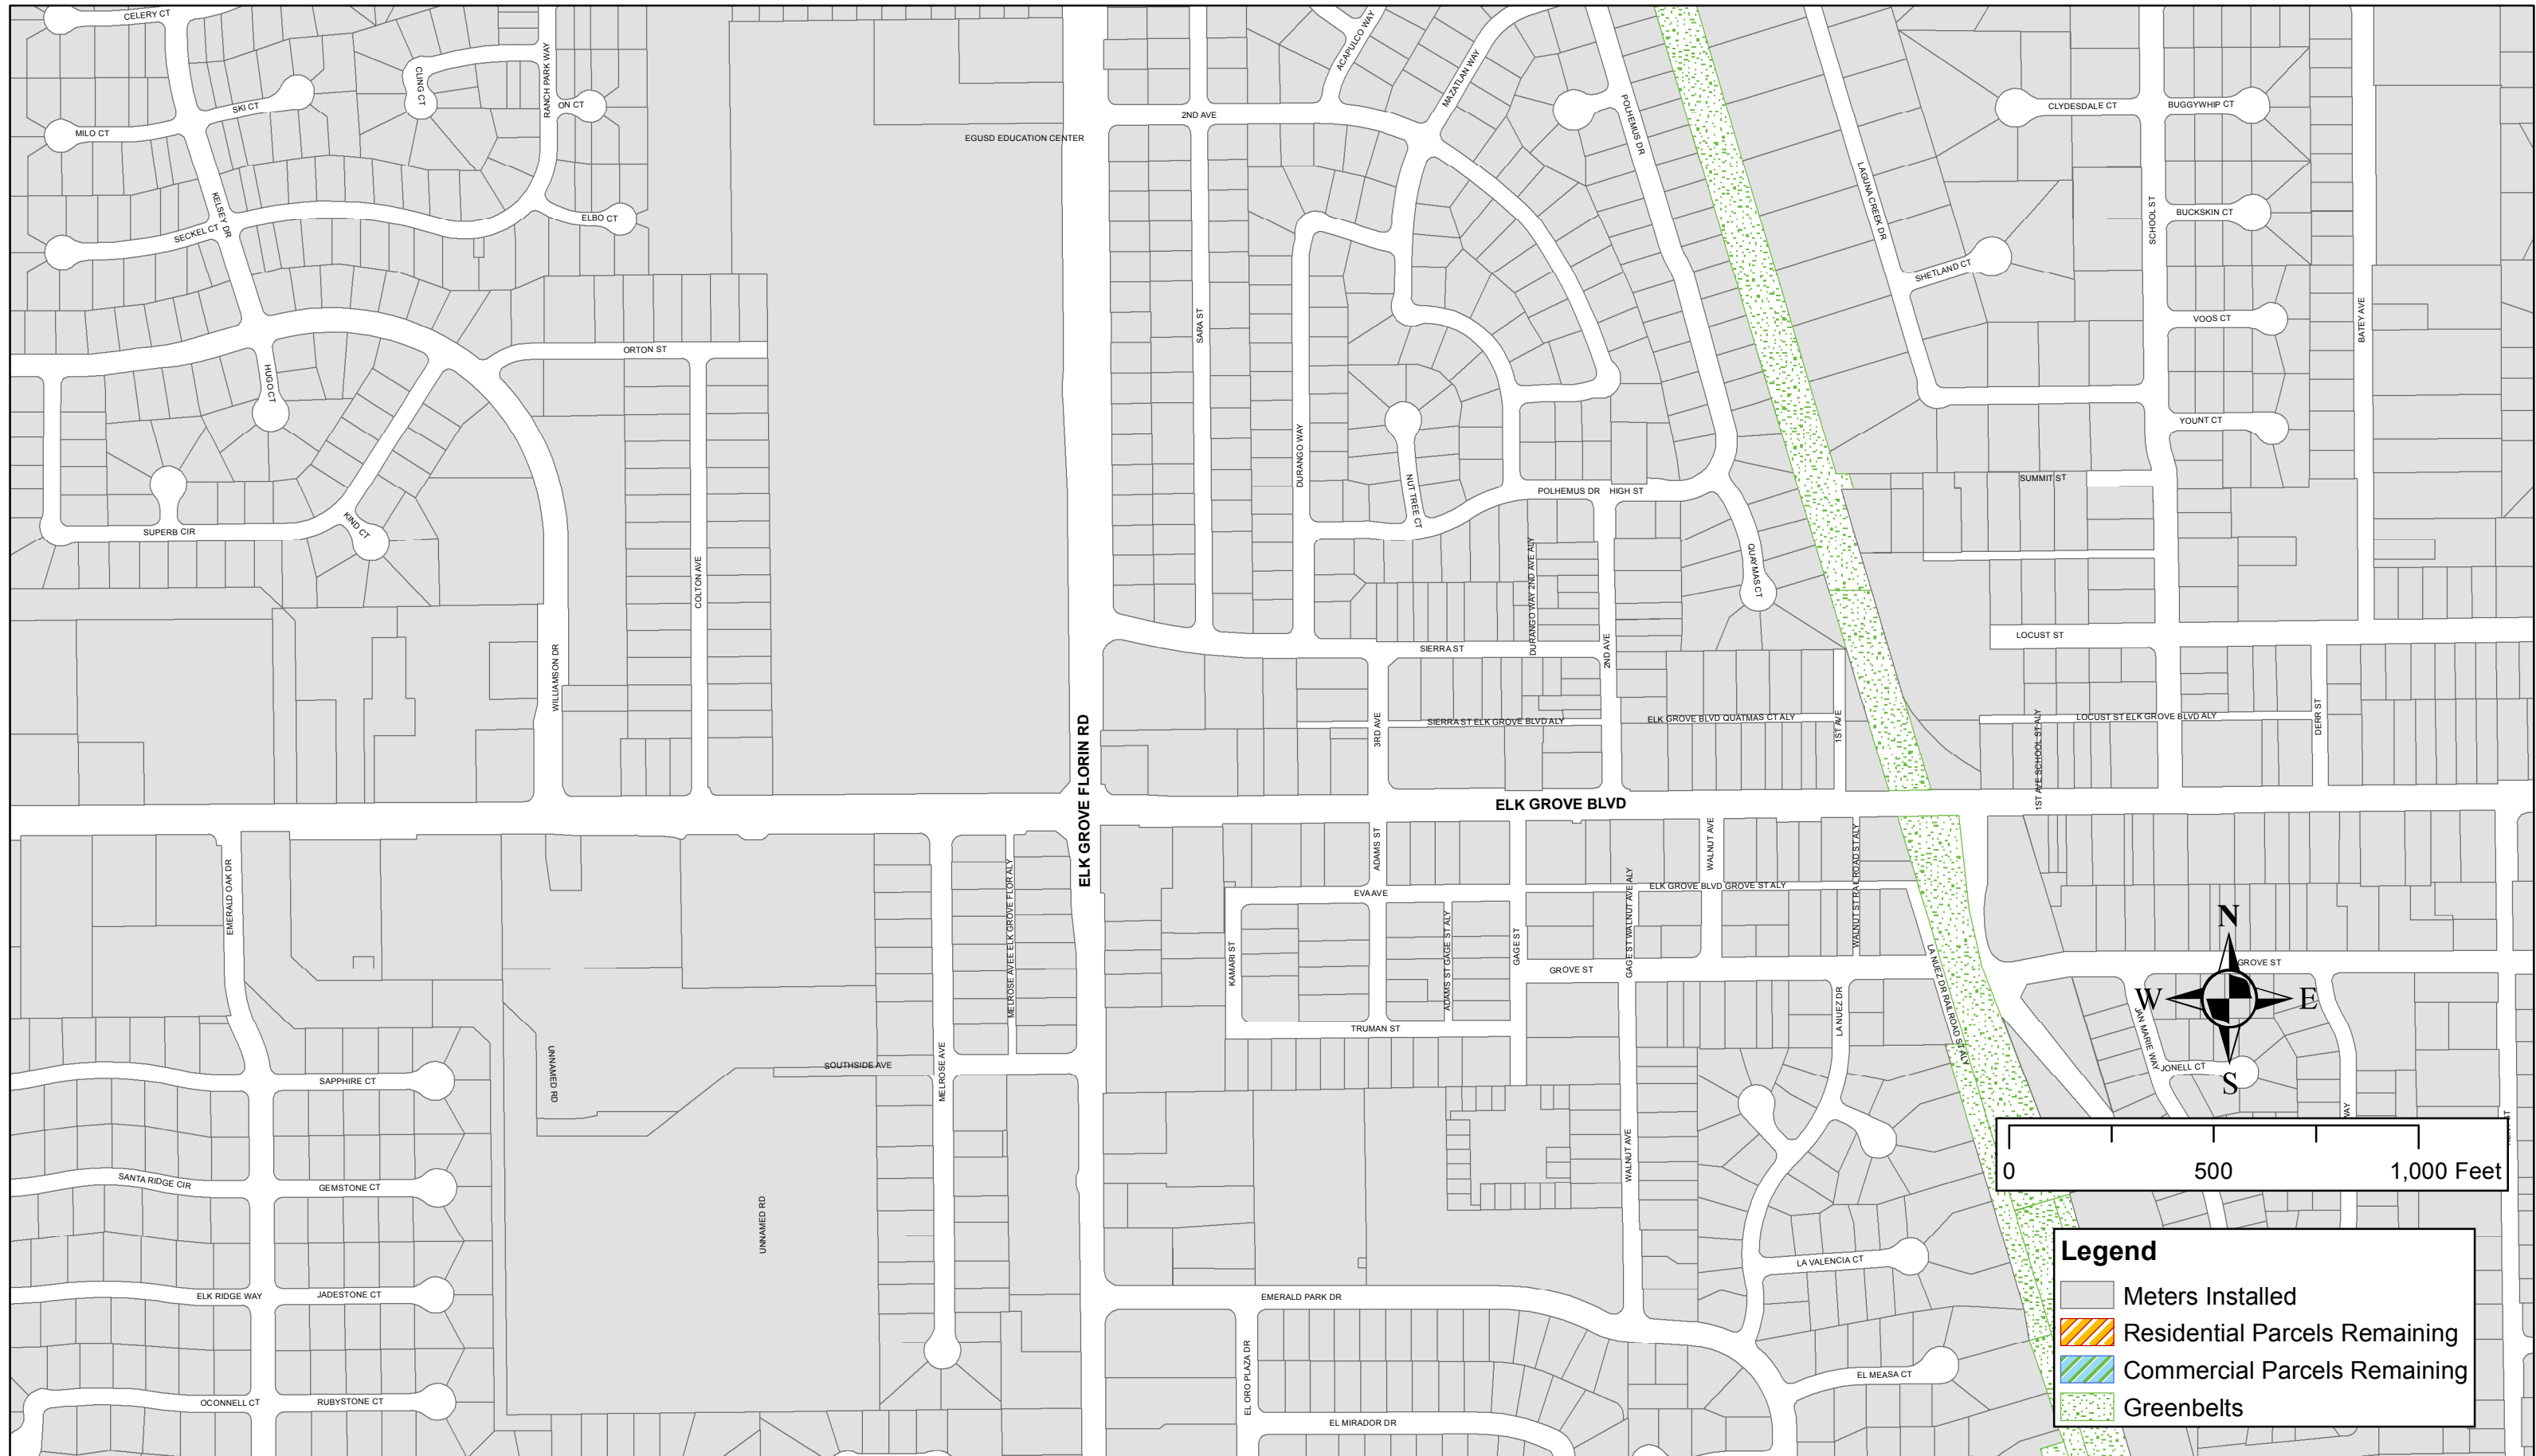 CELERY CT
SKI CT
CLING CT
RANCH PARK WAY
ON CT
MILO CT
KELSEY DR
SECKEL CT
ELBO CT
EGUSD EDUCATION CENTER
2ND AVE
ACAPULCO WAY
MAZATLAN WAY
POLHEMUS DR
LAGUNA CREEK DR
CLYDESDALE CT
BUGGYWHIP CT
SCHOOL ST
BUCKSKIN CT
SHETLAND CT
VOOS CT
BATEY AVE
YOUNT CT
ORTON ST
HUGO CT
SARA ST
DURANGO WAY
NUT TREE CT
POLHEMUS DR
HIGH ST
SUMMIT ST
SUPERB CIR
KIND CT
COLTON AVE
WILLIAMSON DR
QUAYMAS CT
DURANGO WAY 2ND AVE ALY
SIERRA ST
2ND AVE
LOCUST ST
ELK GROVE FLORIN RD
3RD AVE
SIERRA ST ELK GROVE BLVD ALY
ELK GROVE BLVD QUATMAS CT ALY
1ST AVE
LOCUST ST ELK GROVE BLVD ALY
1ST AVE SCHOOL ST ALY
DERR ST
ELK GROVE BLVD
EMERALD OAK DR
MELROSE AVEE ELK GROVE FLOR ALY
ADAMS ST
EVA AVE
WALNUT AVE
ELK GROVE BLVD GROVE ST ALY
WALNUT ST RAILROAD ST ALY
GAGE ST WALNUT AVE ALY
KAMARI ST
ADAMS ST GAGE ST ALY
GAGE ST
GROVE ST
LA NUEZ DR RAILROAD ST ALY
LA NUEZ DR
TRUMAN ST
GROVE ST
N
W
E
S
JAN MARIE WAY
JONELL CT
WAY
UNNAMED RD
SOUTHSIDE AVE
MELROSE AVE
SAPPHIRE CT
SANTA RIDGE CIR
GEMSTONE CT
UNNAMED RD
WALNUT AVE
0 500 1,000 Feet
LA VALENCIA CT
ELK RIDGE WAY
JADESTONE CT
EMERALD PARK DR
EL ORO PLAZA DR
EL MEASA CT
OCONNELL CT
RUBYSTONE CT
EL MIRADOR DR
Legend
Meters Installed
Residential Parcels Remaining
Commercial Parcels Remaining
Greenbelts